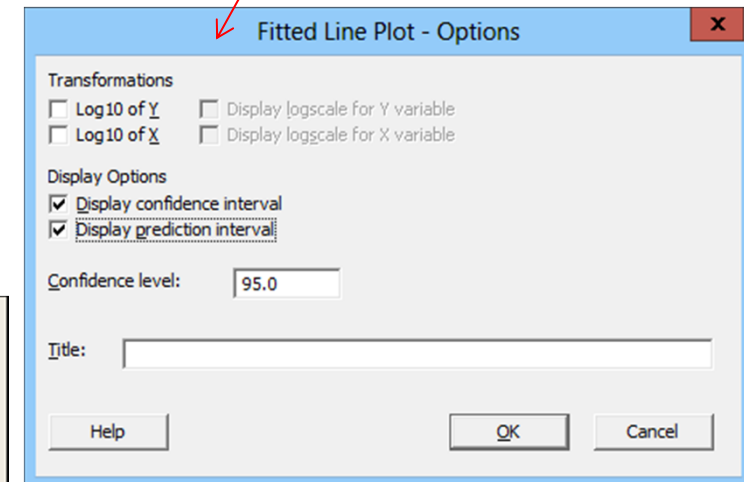 Fitted Line Plot - Options
x
Transformations
Log10 of Y Display logscale for Y variable
Log10 of X Display logscale for X variable
Display Options
Display confidence interval
Display prediction interval
Confidence level: 95.0
Title:
Help OK Cancel